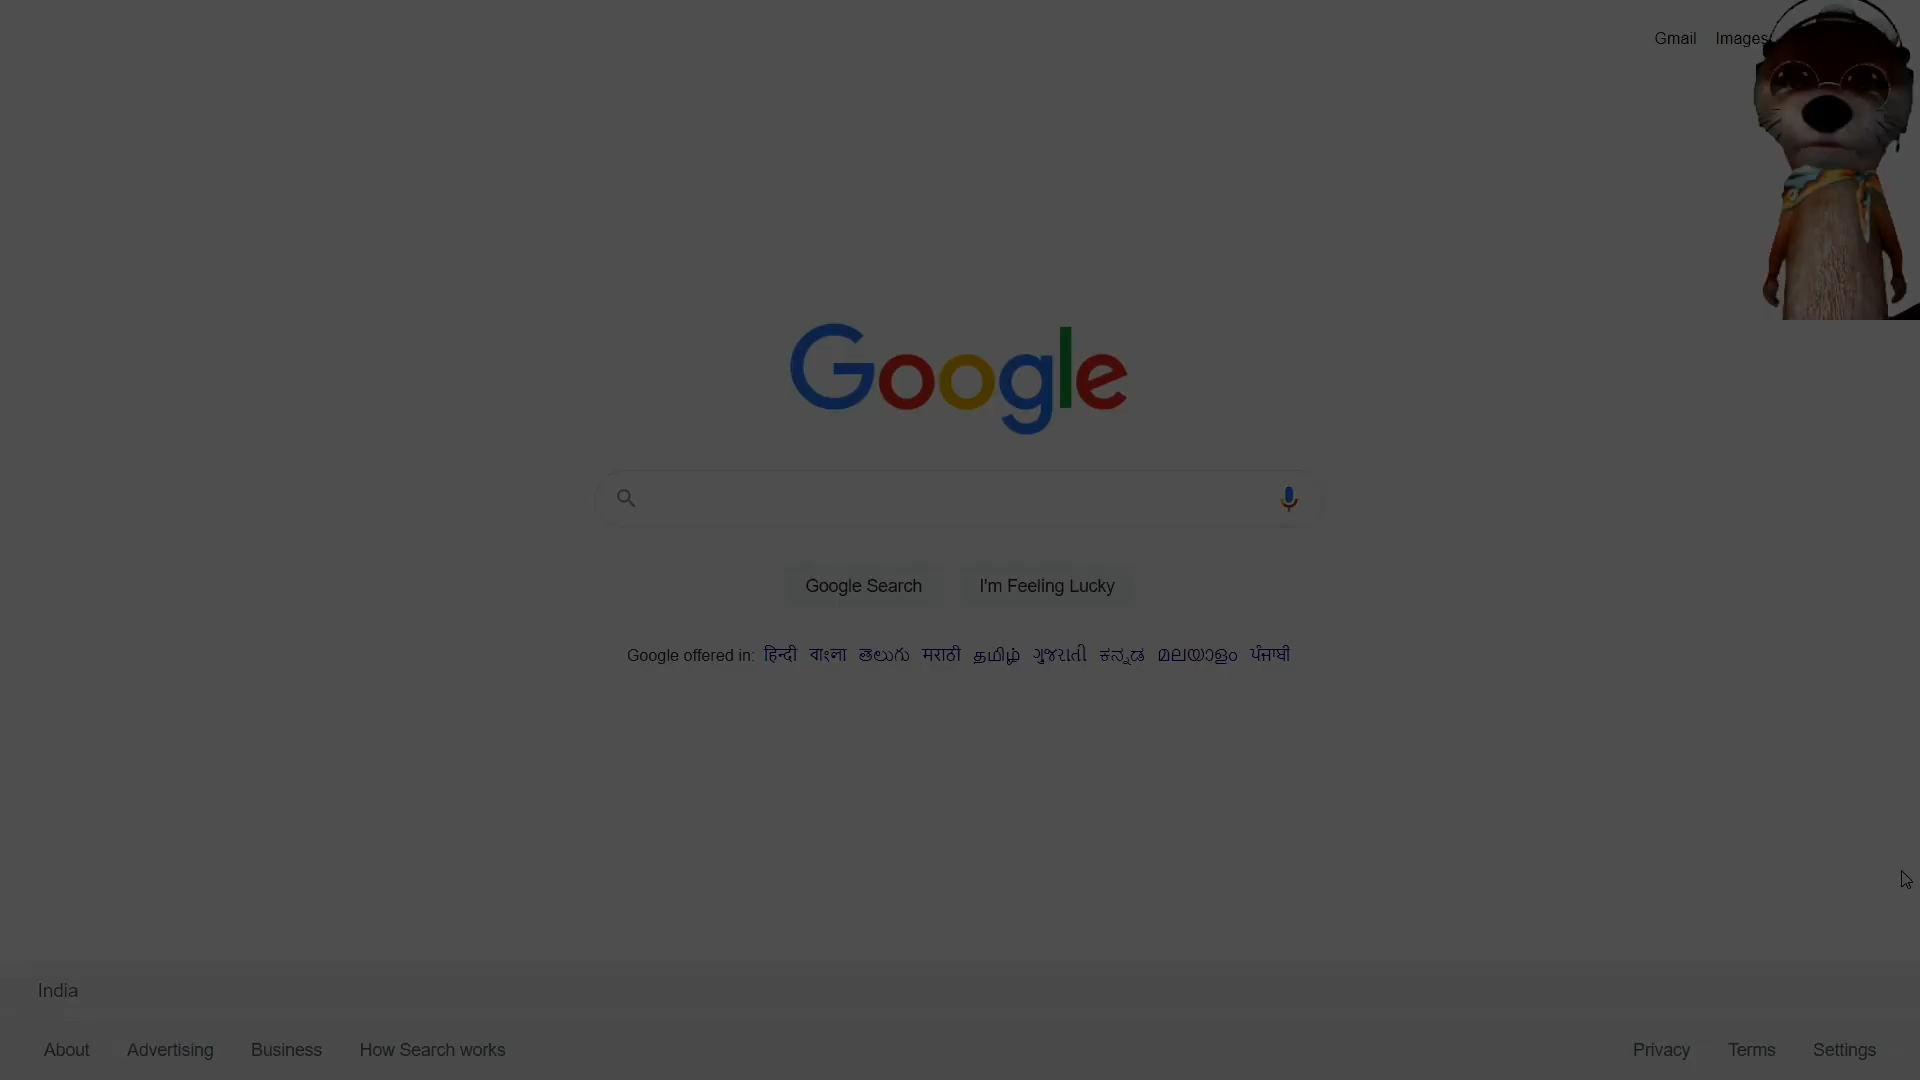 Gmail Images
Google
Google Search I'm Feeling Lucky
Google offered in: हिन्दी বাংলা తెలుగు मराठी தமிழ் ગુજરાતી ಕನ್ನಡ മലയാളം ਪੰਜਾਬੀ
India
About Advertising Business How Search works Privacy Terms Settings